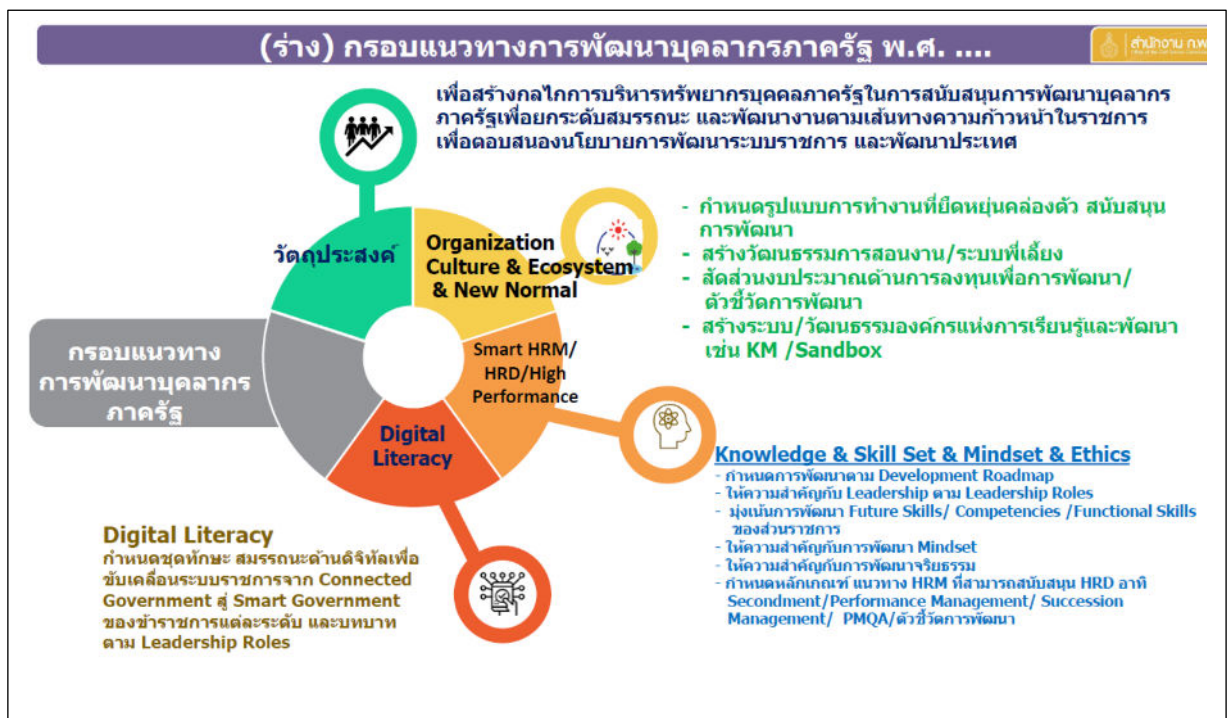 (ร่าง) กรอบแนวทางการพัฒนาบุคลากรภาครัฐ พ.ศ. ....
สำนักงาน ก.พ
เพื่อสร้างกลไกการบริหารทรัพยากรบุคคลภาครัฐในการสนับสนุนการพัฒนาบุคลากร
ภาครัฐเพื่อยกระดับสมรรถนะ และพัฒนางานตามเส้นทางความก้าวหน้าในราชการ
เพื่อตอบสนองนโยบายการพัฒนาระบบราชการ และพัฒนาประเทศ
วัตถุประสงค์
Organization
Culture & Ecosystem
& New Normal
- กำหนดรูปแบบการทำงานที่ยืดหยุ่นคล่องตัว สนับสนุน
การพัฒนา
- สร้างวัฒนธรรมการสอนงาน/ระบบพี่เลี้ยง
- สัดส่วนงบประมาณด้านการลงทุนเพื่อการพัฒนา/
ตัวชี้วัดการพัฒนา
- สร้างระบบ/วัฒนธรรมองค์กรแห่งการเรียนรู้และพัฒนา
เช่น KM /Sandbox
กรอบแนวทาง
การพัฒนาบุคลากร
ภาครัฐ
Smart HRM/
HRD/High
Performance
Digital
Literacy
Knowledge & Skill Set & Mindset & Ethics
- กำหนดการพัฒนาตาม Development Roadmap
- ให้ความสำคัญกับ Leadership ตาม Leadership Roles
- มุ่งเน้นการพัฒนา Future Skills/ Competencies /Functional Skills
ของส่วนราชการ
- ให้ความสำคัญกับการพัฒนา Mindset
- ให้ความสำคัญกับการพัฒนาจริยธรรม
- กำหนดหลักเกณฑ์ แนวทาง HRM ที่สามารถสนับสนุน HRD อาทิ
Secondment/Performance Management/ Succession
Management/ PMQA/ตัวชี้วัดการพัฒนา
Digital Literacy
กำหนดชุดทักษะ สมรรถนะด้านดิจิทัลเพื่อ
ขับเคลื่อนระบบราชการจาก Connected
Government สู่ Smart Government
ของข้าราชการแต่ละระดับ และบทบาท
ตาม Leadership Roles